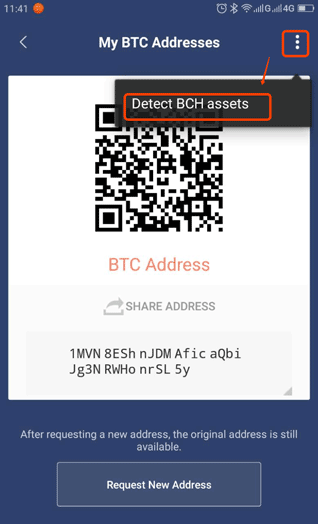 11:41
G
4G
My BTC Addresses
Detect BCH assets
BTC Address
SHARE ADDRESS
1MVN 8ESh nJDM Afic aQbi
Jg3N RWHo nrSL 5y
After requesting a new address, the original address is still
available.
Request New Address